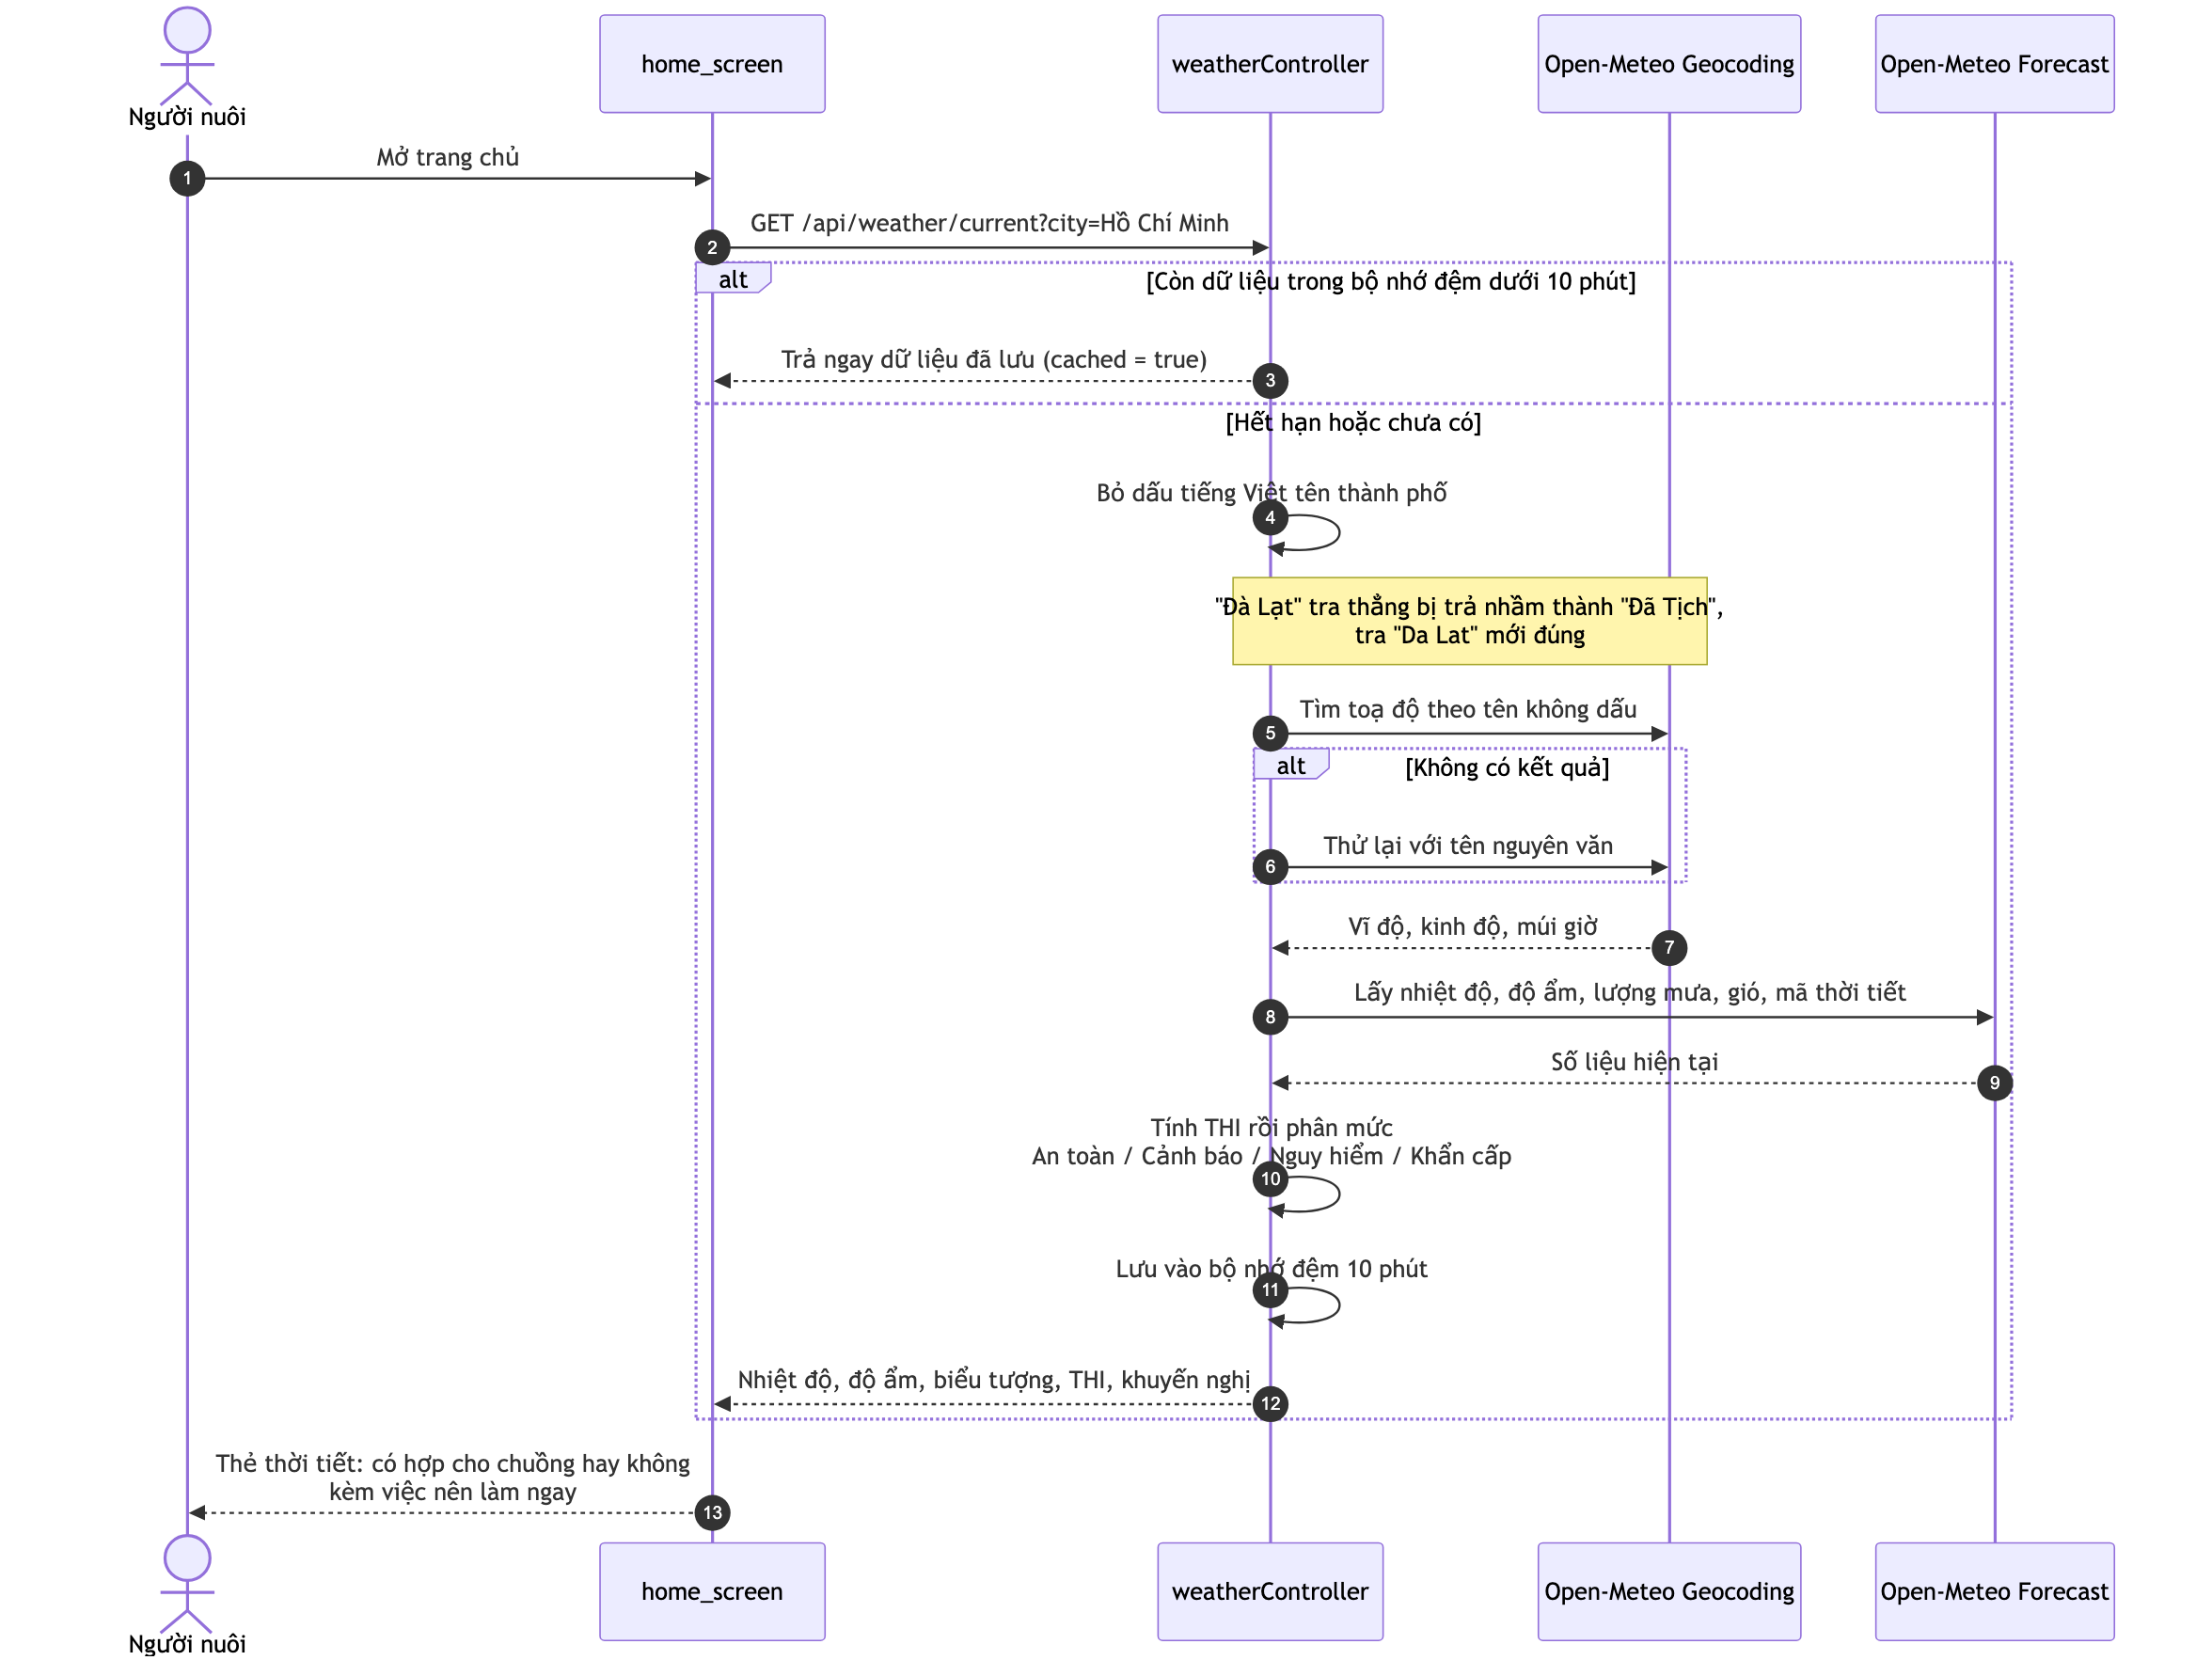 Người nuôi
home_screen
weatherController
Open-Meteo Geocoding
Open-Meteo Forecast
1
Mở trang chủ
2
GET /api/weather/current?city=Hồ Chí Minh
alt
[Còn dữ liệu trong bộ nhớ đệm dưới 10 phút]
Trả ngay dữ liệu đã lưu (cached = true)
3
[Hết hạn hoặc chưa có]
Bỏ dấu tiếng Việt tên thành phố
4
"Đà Lạt" tra thẳng bị trả nhầm thành "Đã Tịch",
tra "Da Lat" mới đúng
Tìm toạ độ theo tên không dấu
5
alt
[Không có kết quả]
Thử lại với tên nguyên văn
6
Vĩ độ, kinh độ, múi giờ
7
Lấy nhiệt độ, độ ẩm, lượng mưa, gió, mã thời tiết
8
Số liệu hiện tại
9
Tính THI rồi phân mức
An toàn / Cảnh báo / Nguy hiểm / Khẩn cấp
10
Lưu vào bộ nhớ đệm 10 phút
11
Nhiệt độ, độ ẩm, biểu tượng, THI, khuyến nghị
12
Thẻ thời tiết: có hợp cho chuồng hay không
kèm việc nên làm ngay
13
Người nuôi
home_screen
weatherController
Open-Meteo Geocoding
Open-Meteo Forecast